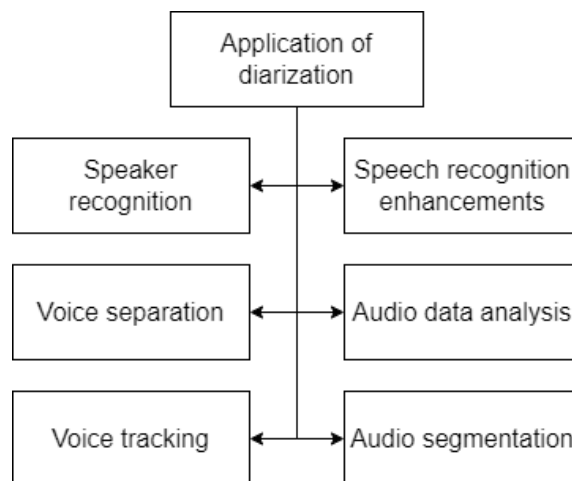 Application of
diarization
Speaker
recognition
Speech recognition
enhancements
Voice separation
Audio data analysis
Voice tracking
Audio segmentation